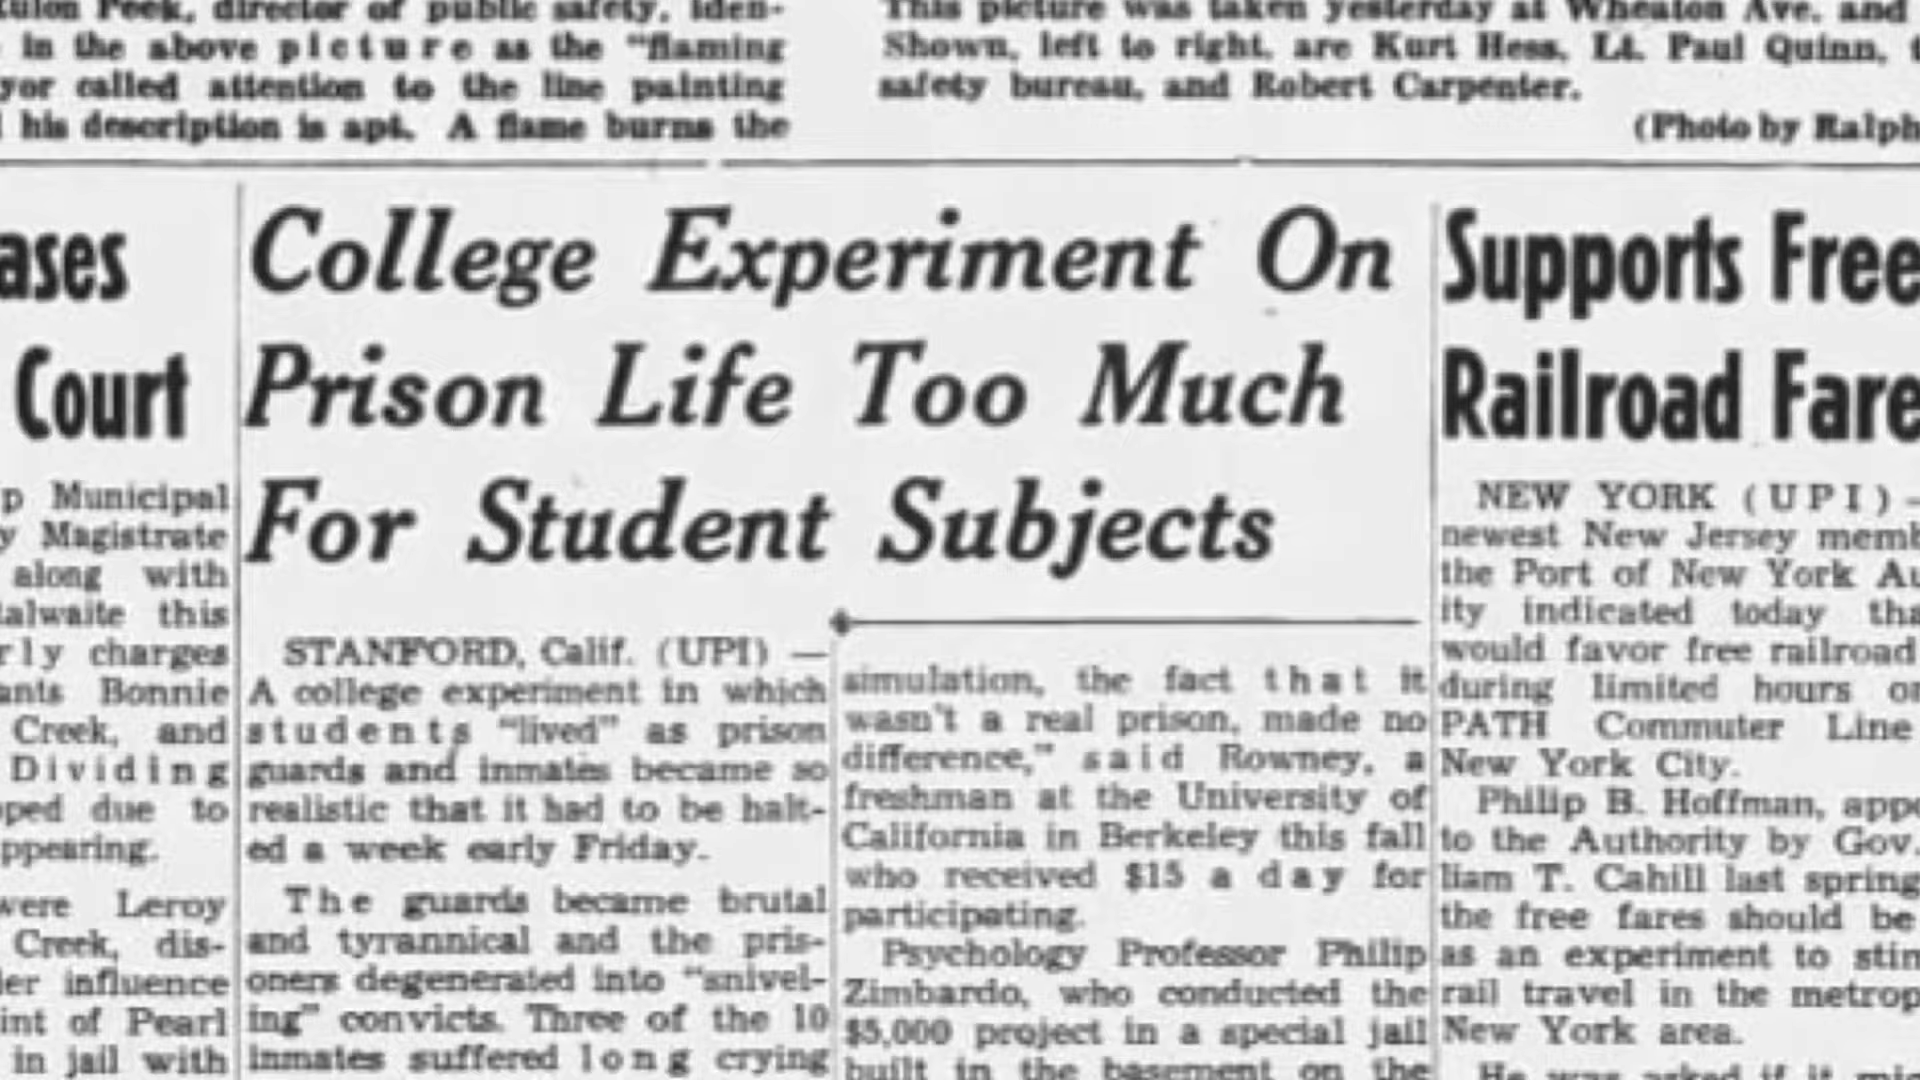 Peek, director of public safety, iden-
in the above picture as the "flaming
yor called attention to the line painting
his description is apt. A flame burns the
This picture was taken yesterday at Wheaton Ave. and
Shown, left to right, are Kurt Hess, Lt. Paul Quinn,
safety bureau, and Robert Carpenter.
(Photo by Ralph
ases
Court
p Municipal
y Magistrate
along with
alwaite this
rly charges
ants Bonnie
Creek, and
Dividing
pped due to
ppearing.
were Leroy
Creek, dis-
der influence
int of Pearl
in jail with
College Experiment On
Prison Life Too Much
For Student Subjects
STANFORD, Calif. (UPI) —
A college experiment in which
students "lived" as prison
guards and inmates became so
realistic that it had to be halt-
ed a week early Friday.
The guards became brutal
and tyrannical and the pris-
oners degenerated into "snivel-
ing" convicts. Three of the 10
inmates suffered long crying
simulation, the fact that it
wasn't a real prison, made no
difference," said Rowney, a
freshman at the University of
California in Berkeley this fall
who received $15 a day for
participating.
Psychology Professor Philip
Zimbardo, who conducted the
$5,000 project in a special jail
built in the basement on the
Supports Free
Railroad Fare
NEW YORK (UPI) —
newest New Jersey memb
the Port of New York Au
ity indicated today tha
would favor free railroad
during limited hours on
PATH Commuter Line
New York City.
Philip B. Hoffman, appo
to the Authority by Gov.
liam T. Cahill last spring
the free fares should be
as an experiment to stim
rail travel in the metrop
New York area.
He was asked if it mig